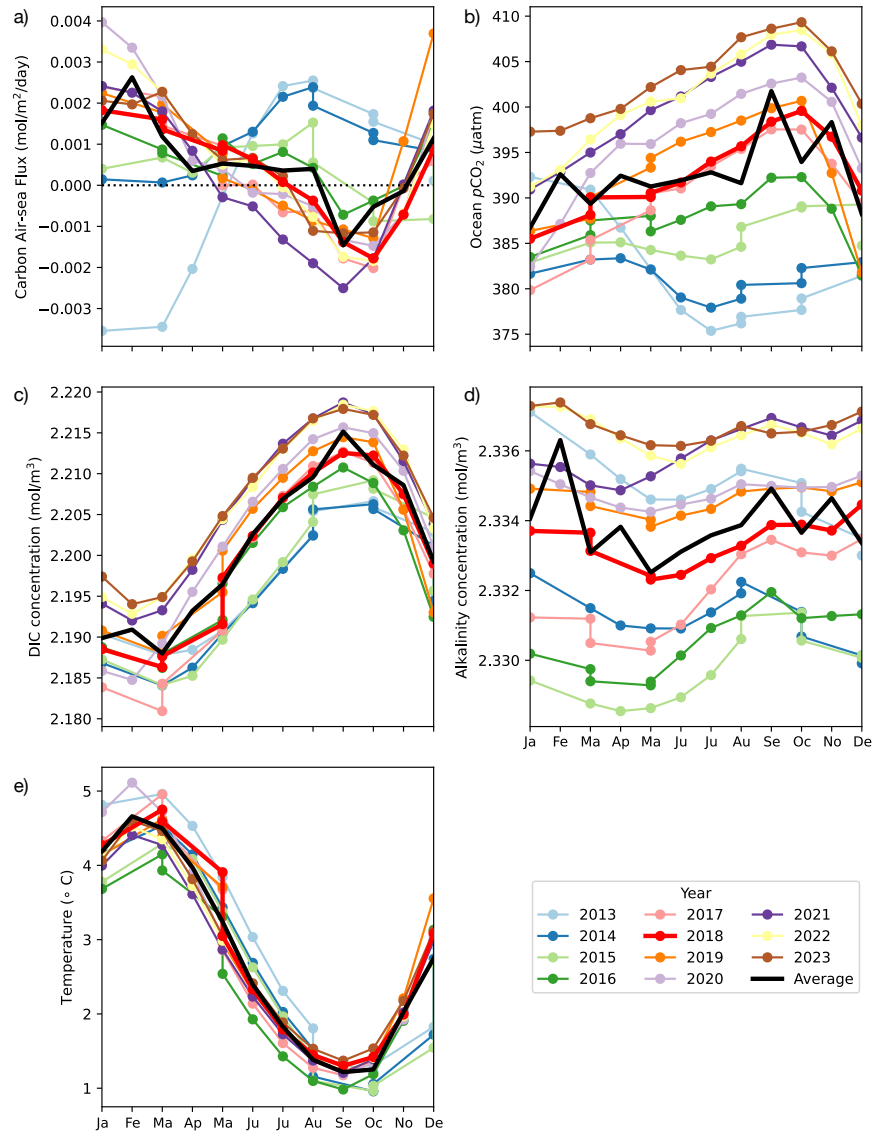 a)
Carbon Air-sea Flux (mol/m²/day)
0.004
0.003
0.002
0.001
0.000
−0.001
−0.002
−0.003
b)
Ocean pCO₂ (μatm)
410
405
400
395
390
385
380
375
c)
DIC concentration (mol/m³)
2.220
2.215
2.210
2.205
2.200
2.195
2.190
2.185
2.180
d)
Alkalinity concentration (mol/m³)
2.336
2.334
2.332
2.330
Ja Fe Ma Ap Ma Ju Ju Au Se Oc No De
e)
Temperature (∘ C)
5
4
3
2
1
Ja Fe Ma Ap Ma Ju Ju Au Se Oc No De
Year
2013 2017 2021
2014 2018 2022
2015 2019 2023
2016 2020 Average